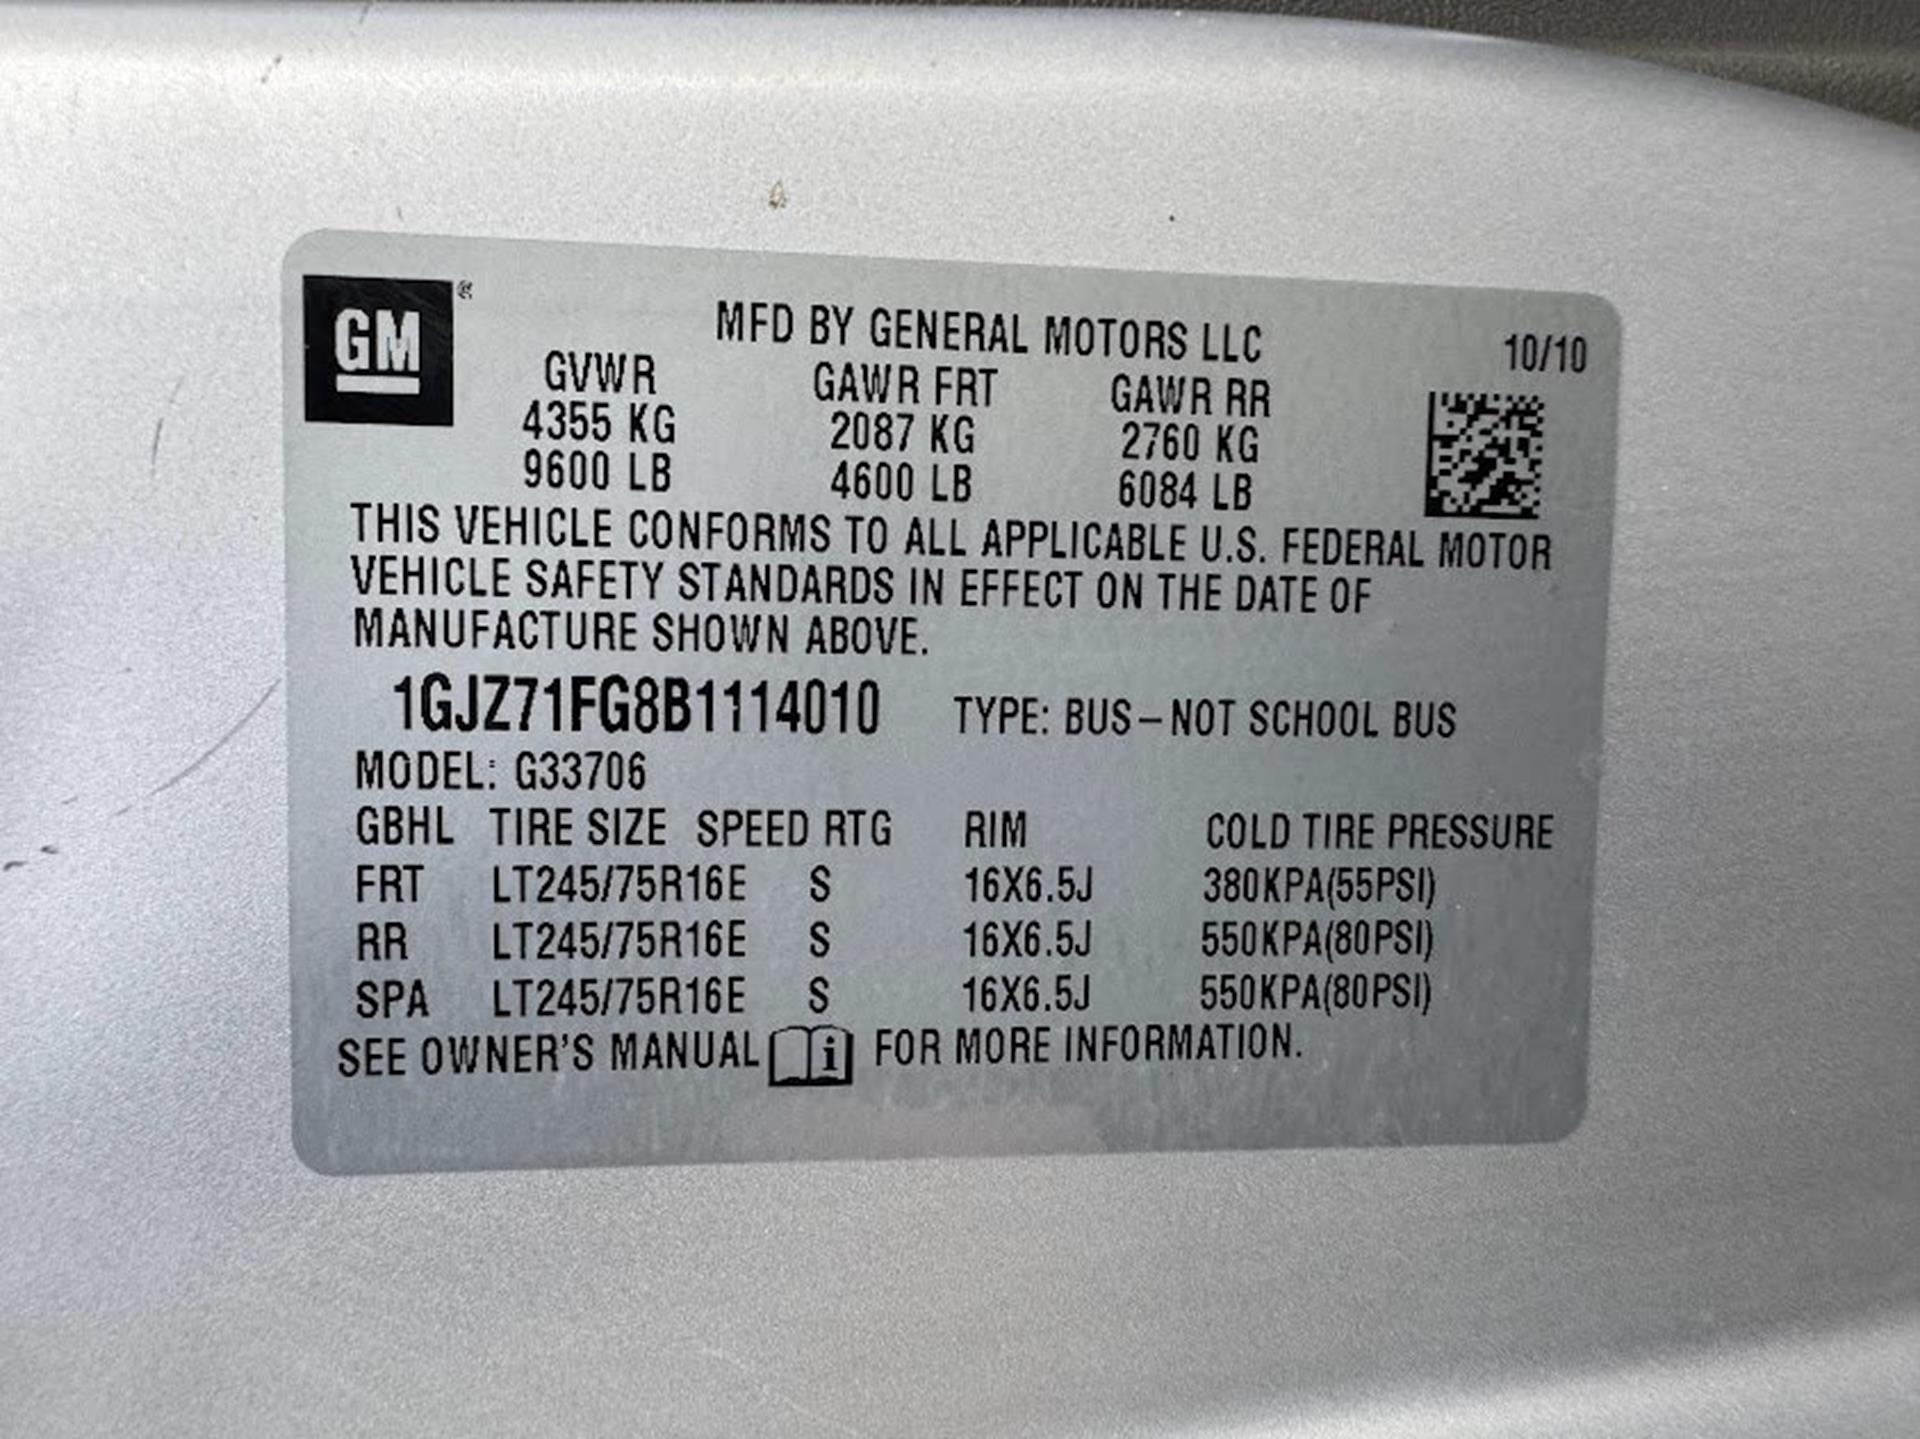 GM ®
MFD BY GENERAL MOTORS LLC 10/10
GVWR GAWR FRT GAWR RR
4355 KG 2087 KG 2760 KG
9600 LB 4600 LB 6084 LB
THIS VEHICLE CONFORMS TO ALL APPLICABLE U.S. FEDERAL MOTOR
VEHICLE SAFETY STANDARDS IN EFFECT ON THE DATE OF
MANUFACTURE SHOWN ABOVE.
1GJZ71FG8B1114010 TYPE: BUS–NOT SCHOOL BUS
MODEL: G33706
GBHL TIRE SIZE SPEED RTG RIM COLD TIRE PRESSURE
FRT LT245/75R16E S 16X6.5J 380KPA(55PSI)
RR LT245/75R16E S 16X6.5J 550KPA(80PSI)
SPA LT245/75R16E S 16X6.5J 550KPA(80PSI)
SEE OWNER'S MANUAL i FOR MORE INFORMATION.